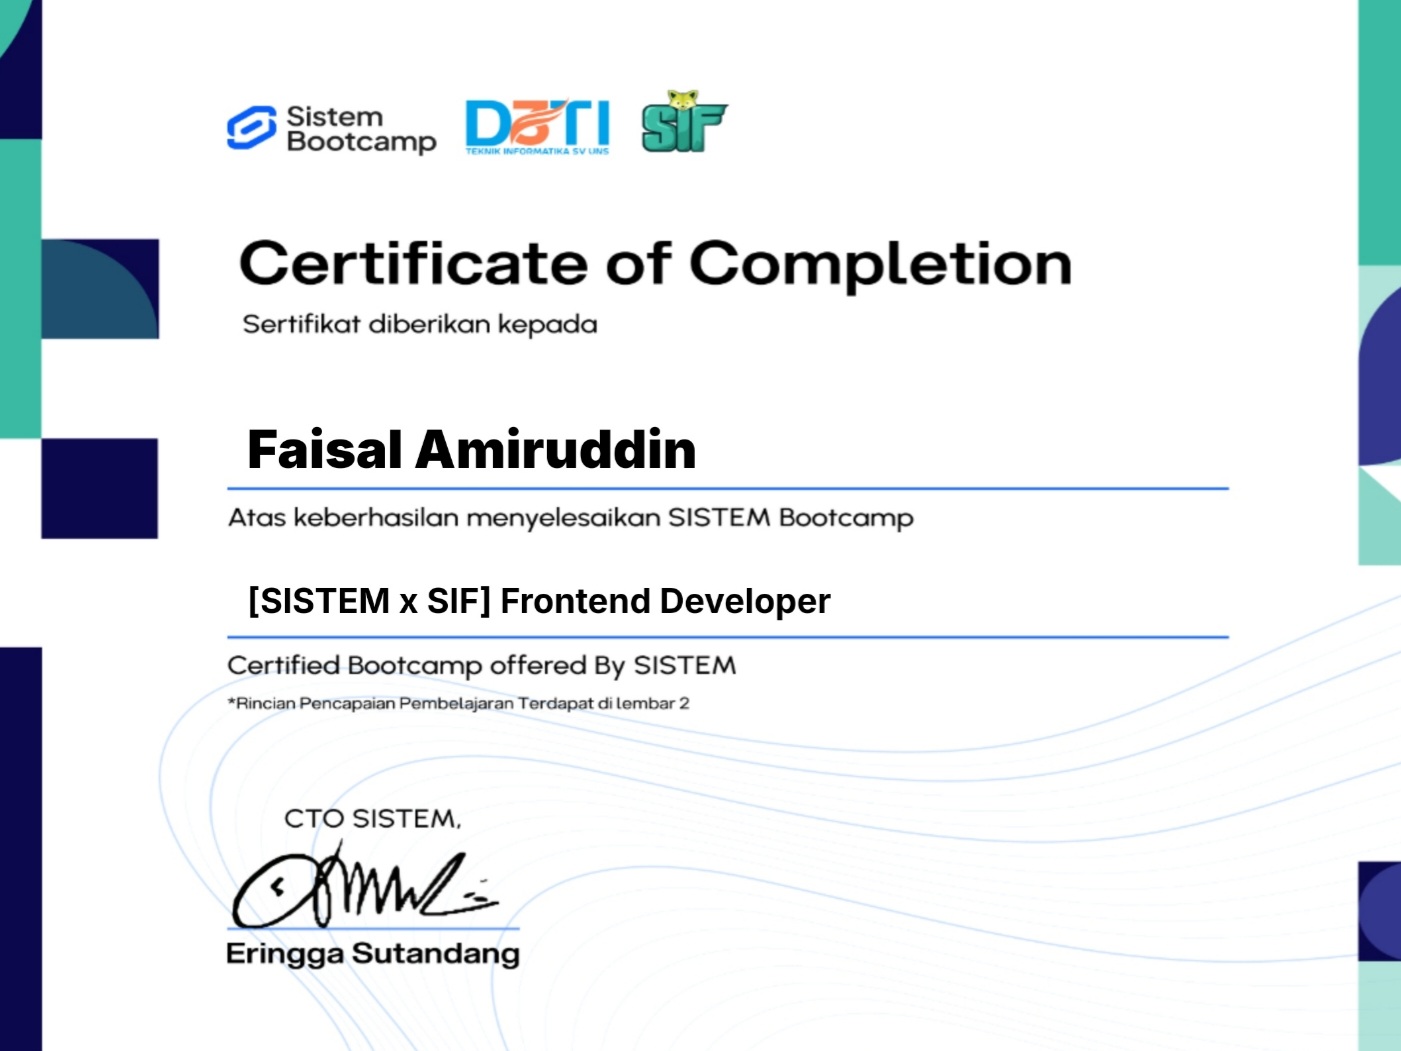 Sistem
Bootcamp
D3TI
TEKNIK INFORMATIKA SV UNS
SIF
Certificate of Completion
Sertifikat diberikan kepada
Faisal Amiruddin
Atas keberhasilan menyelesaikan SISTEM Bootcamp
[SISTEM x SIF] Frontend Developer
Certified Bootcamp offered By SISTEM
*Rincian Pencapaian Pembelajaran Terdapat di lembar 2
CTO SISTEM,
Eringga Sutandang